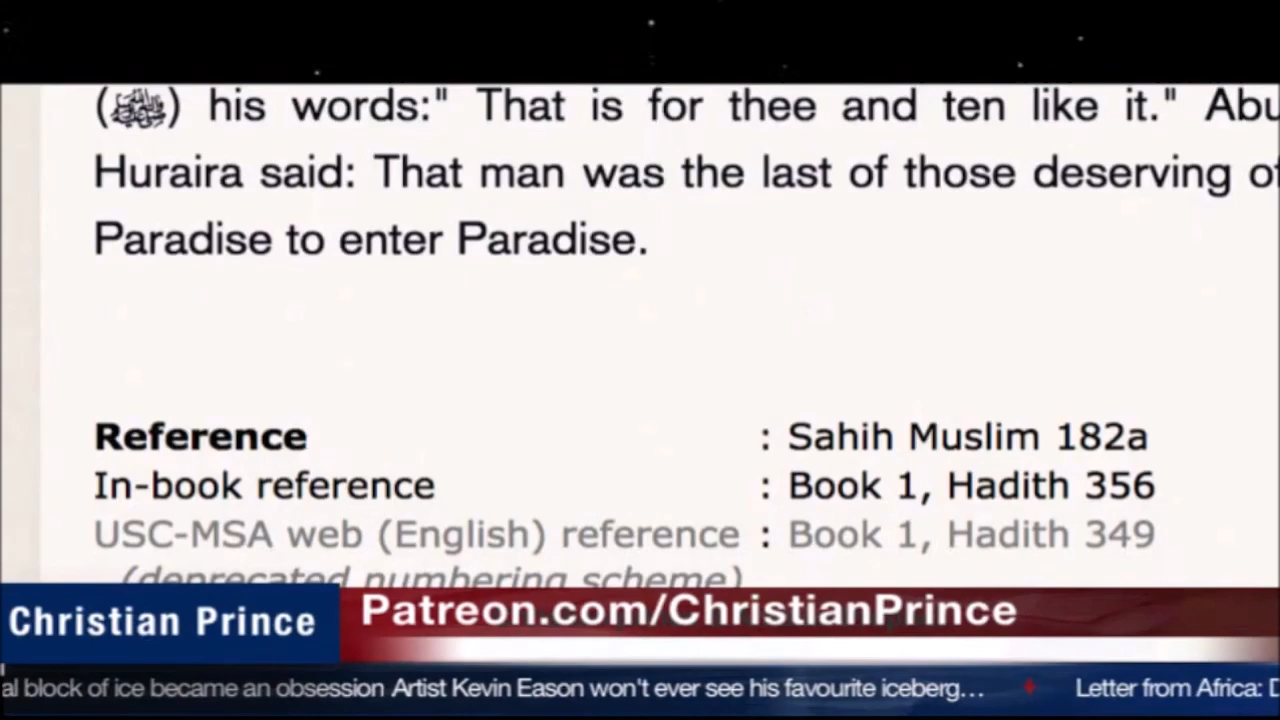 (ﷺ) his words:" That is for thee and ten like it." Abu
Huraira said: That man was the last of those deserving of
Paradise to enter Paradise.
Reference : Sahih Muslim 182a
In-book reference : Book 1, Hadith 356
USC-MSA web (English) reference : Book 1, Hadith 349
(deprecated numbering scheme)
Christian Prince
Patreon.com/ChristianPrince
al block of ice became an obsession Artist Kevin Eason won't ever see his favourite iceberg… Letter from Africa: D